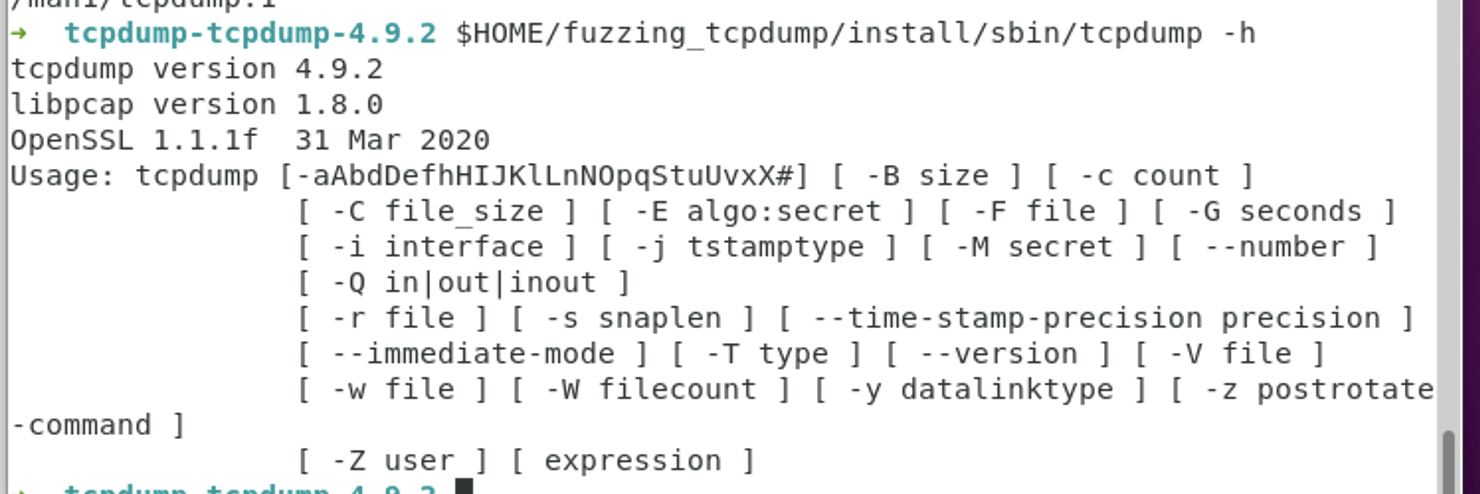 /man1/tcpdump.1
➜  tcpdump-tcpdump-4.9.2 $HOME/fuzzing_tcpdump/install/sbin/tcpdump -h
tcpdump version 4.9.2
libpcap version 1.8.0
OpenSSL 1.1.1f  31 Mar 2020
Usage: tcpdump [-aAbdDefhHIJKlLnNOpqStuUvxX#] [ -B size ] [ -c count ]
                [ -C file_size ] [ -E algo:secret ] [ -F file ] [ -G seconds ]
                [ -i interface ] [ -j tstamptype ] [ -M secret ] [ --number ]
                [ -Q in|out|inout ]
                [ -r file ] [ -s snaplen ] [ --time-stamp-precision precision ]
                [ --immediate-mode ] [ -T type ] [ --version ] [ -V file ]
                [ -w file ] [ -W filecount ] [ -y datalinktype ] [ -z postrotate
-command ]
                [ -Z user ] [ expression ]
➜  tcpdump-tcpdump-4.9.2